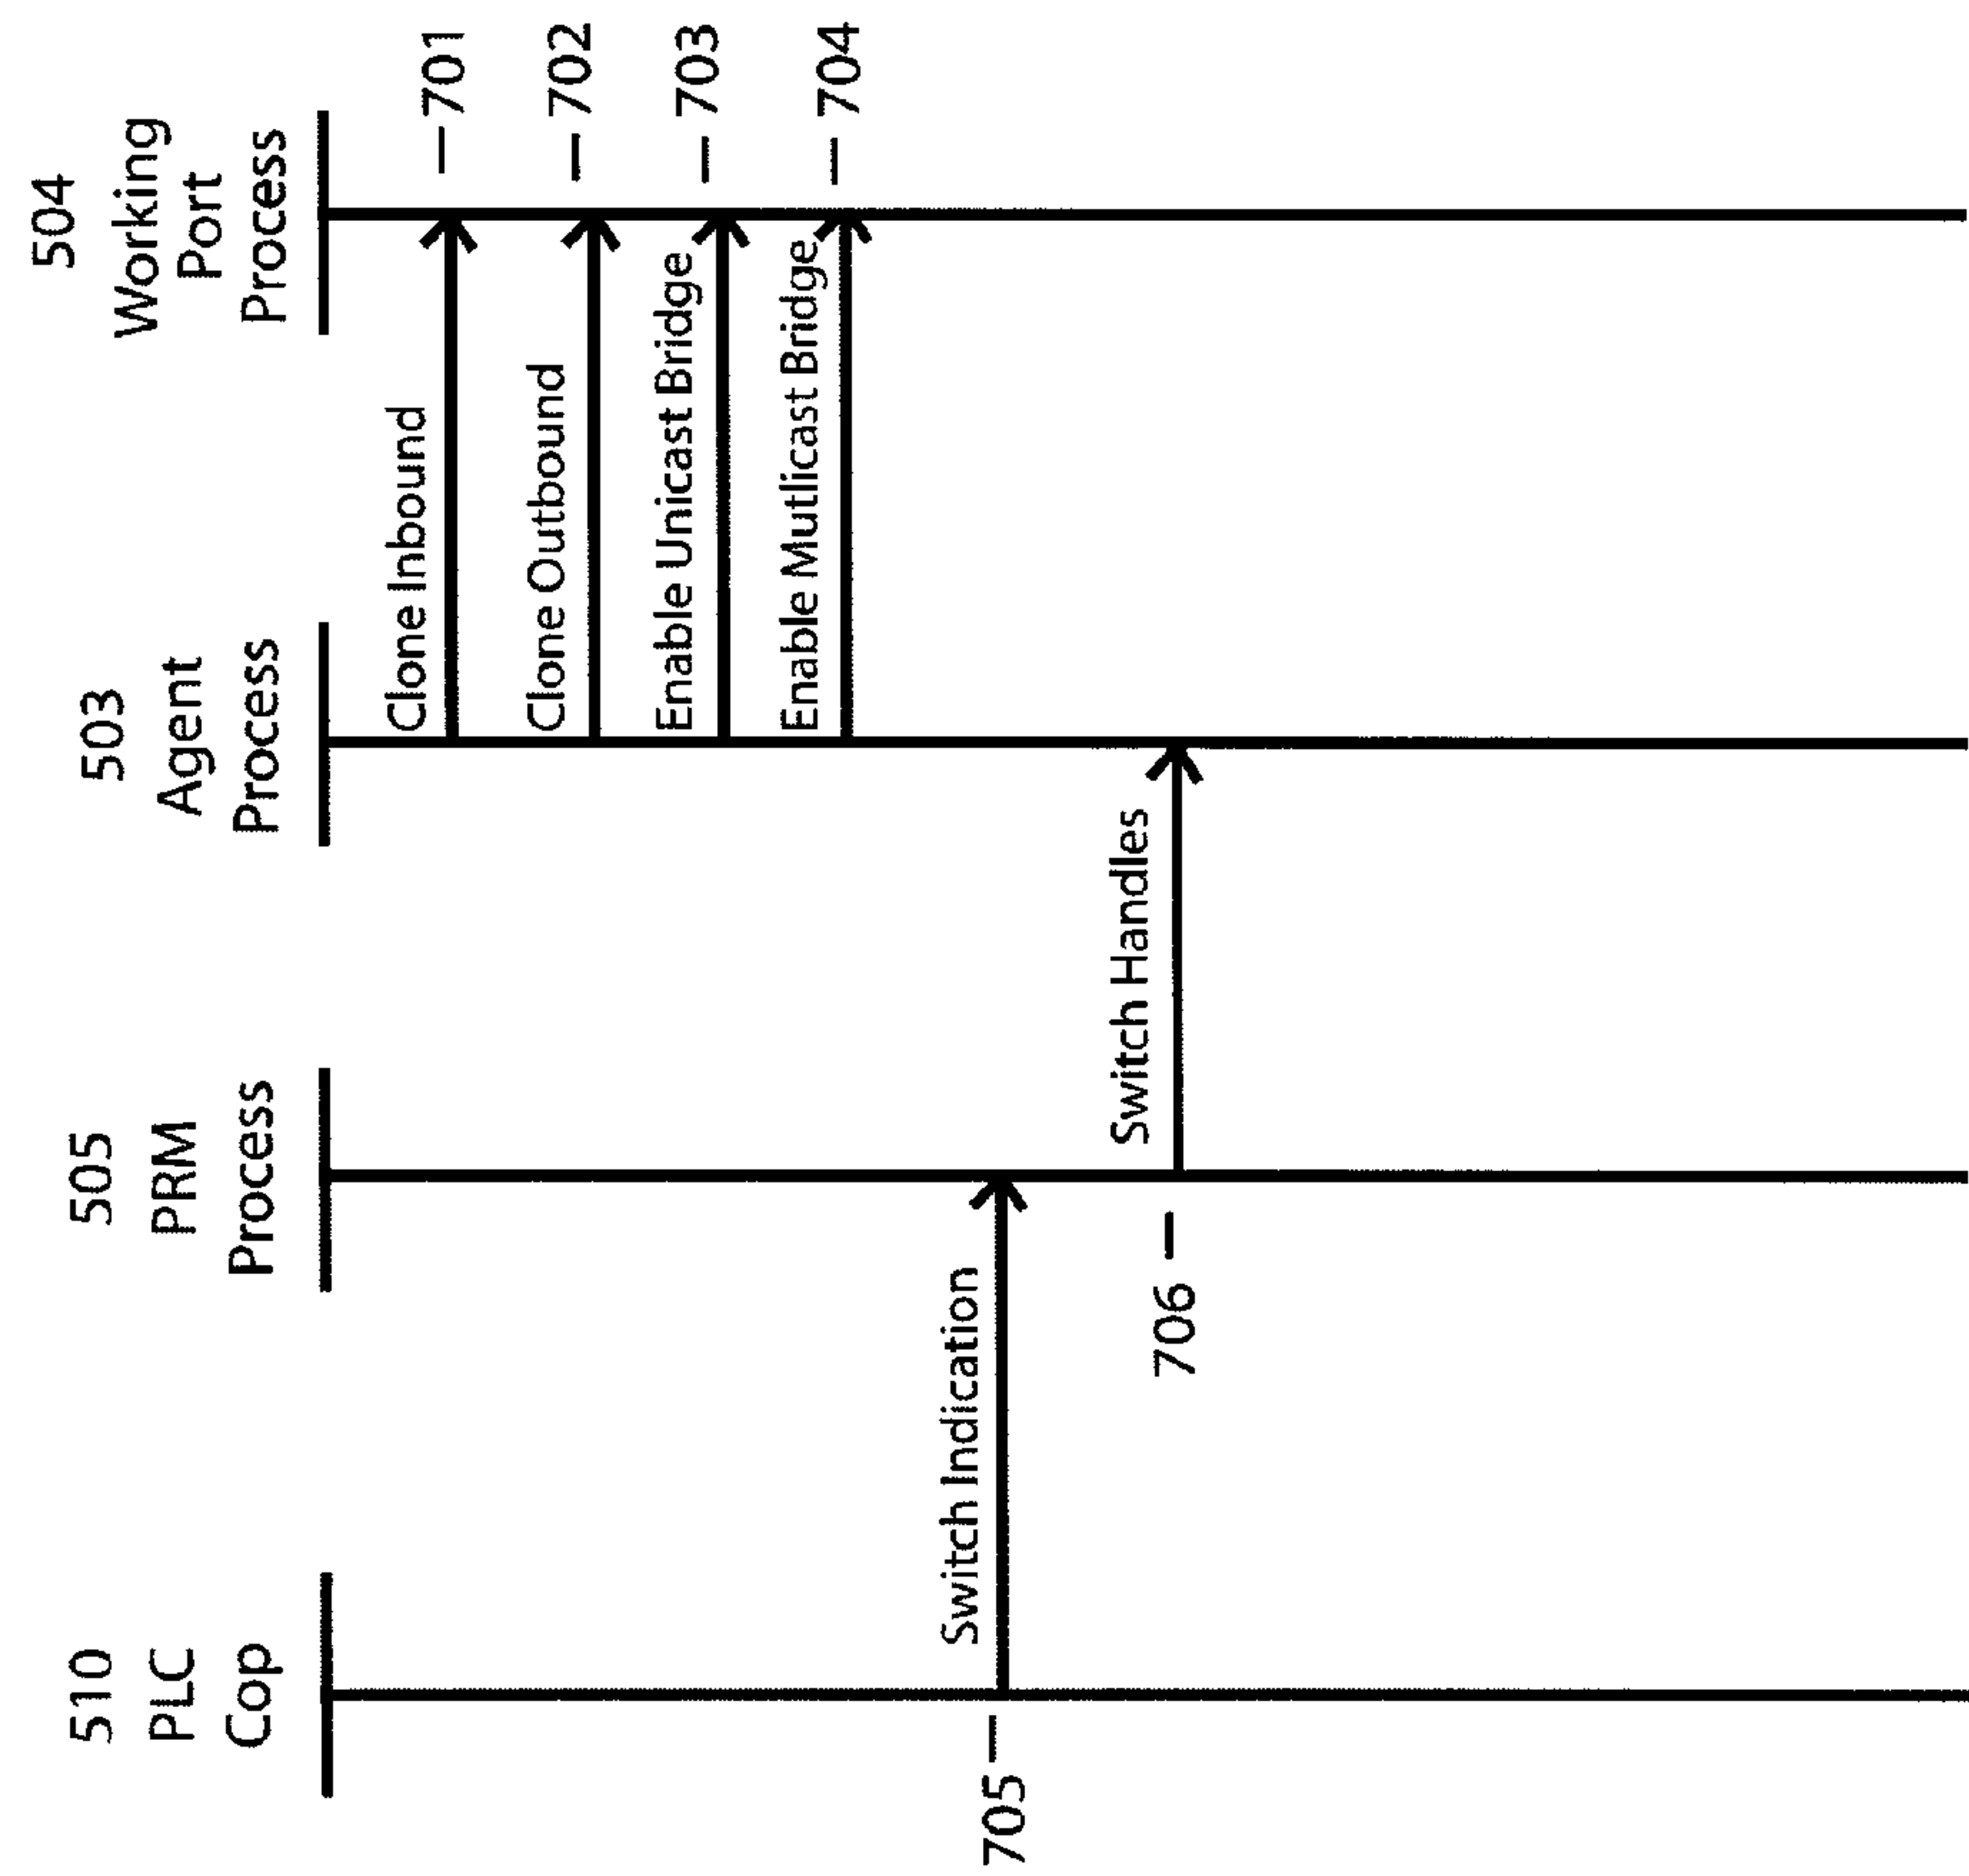 510
PLC
Cop
505
PRM
Process
503
Agent
Process
504
Working
Port
Process
Clone Inbound
701
Clone Outbound
702
Enable Unicast Bridge
703
Enable Mutlicast Bridge
704
705
Switch Indication
706
Switch Handles